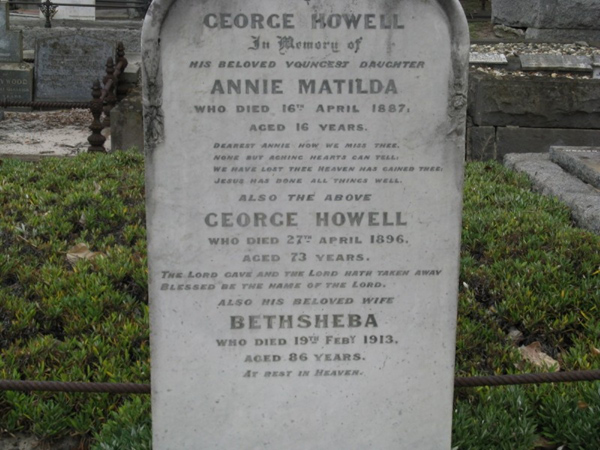 GEORGE HOWELL
In Memory of
HIS BELOVED YOUNGEST DAUGHTER
ANNIE MATILDA
WHO DIED 16TH APRIL 1887,
AGED 16 YEARS.
DEAREST ANNIE HOW WE MISS THEE.
NONE BUT ACHING HEARTS CAN TELL.
WE HAVE LOST THEE HEAVEN HAS GAINED THEE;
JESUS HAS DONE ALL THINGS WELL.
ALSO THE ABOVE
GEORGE HOWELL
WHO DIED 27TH APRIL 1896,
AGED 73 YEARS.
THE LORD GAVE AND THE LORD HATH TAKEN AWAY
BLESSED BE THE NAME OF THE LORD.
ALSO HIS BELOVED WIFE
BETHSHEBA
WHO DIED 19TH FEBY 1913,
AGED 86 YEARS.
AT REST IN HEAVEN.